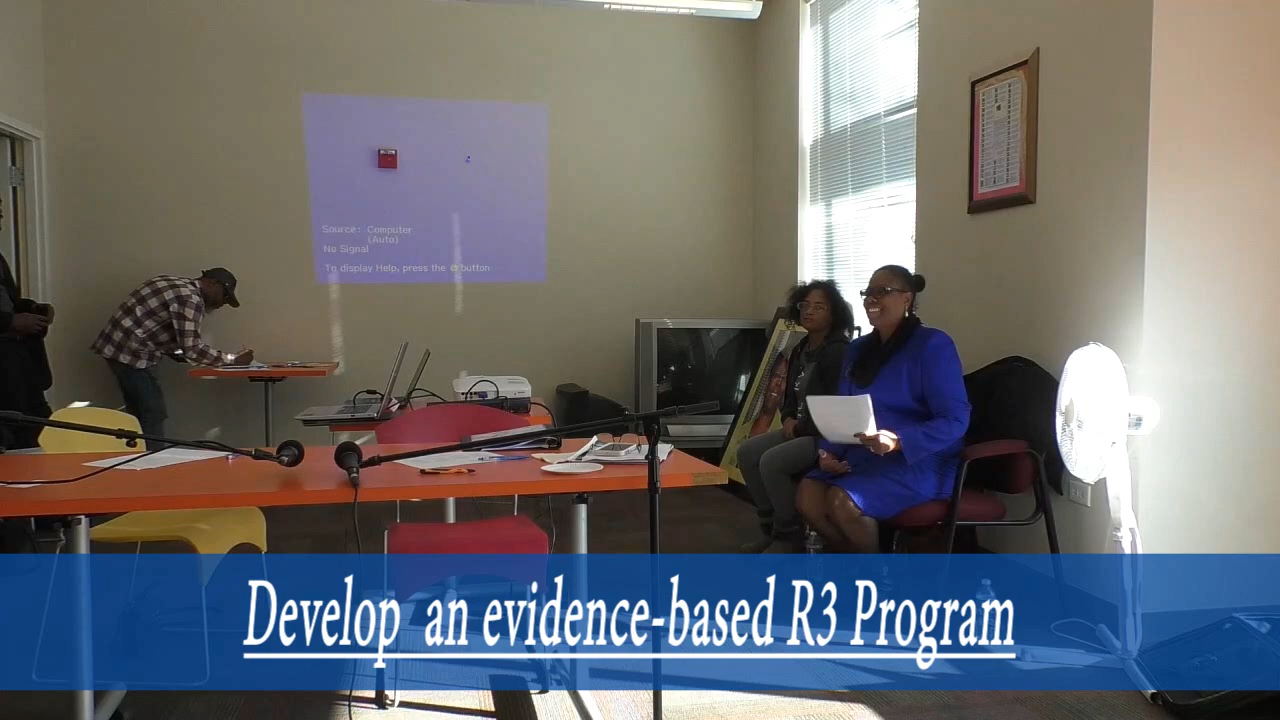 Source: Computer
(Auto)
No Signal
To display Help, press the button
Develop an evidence-based R3 Program